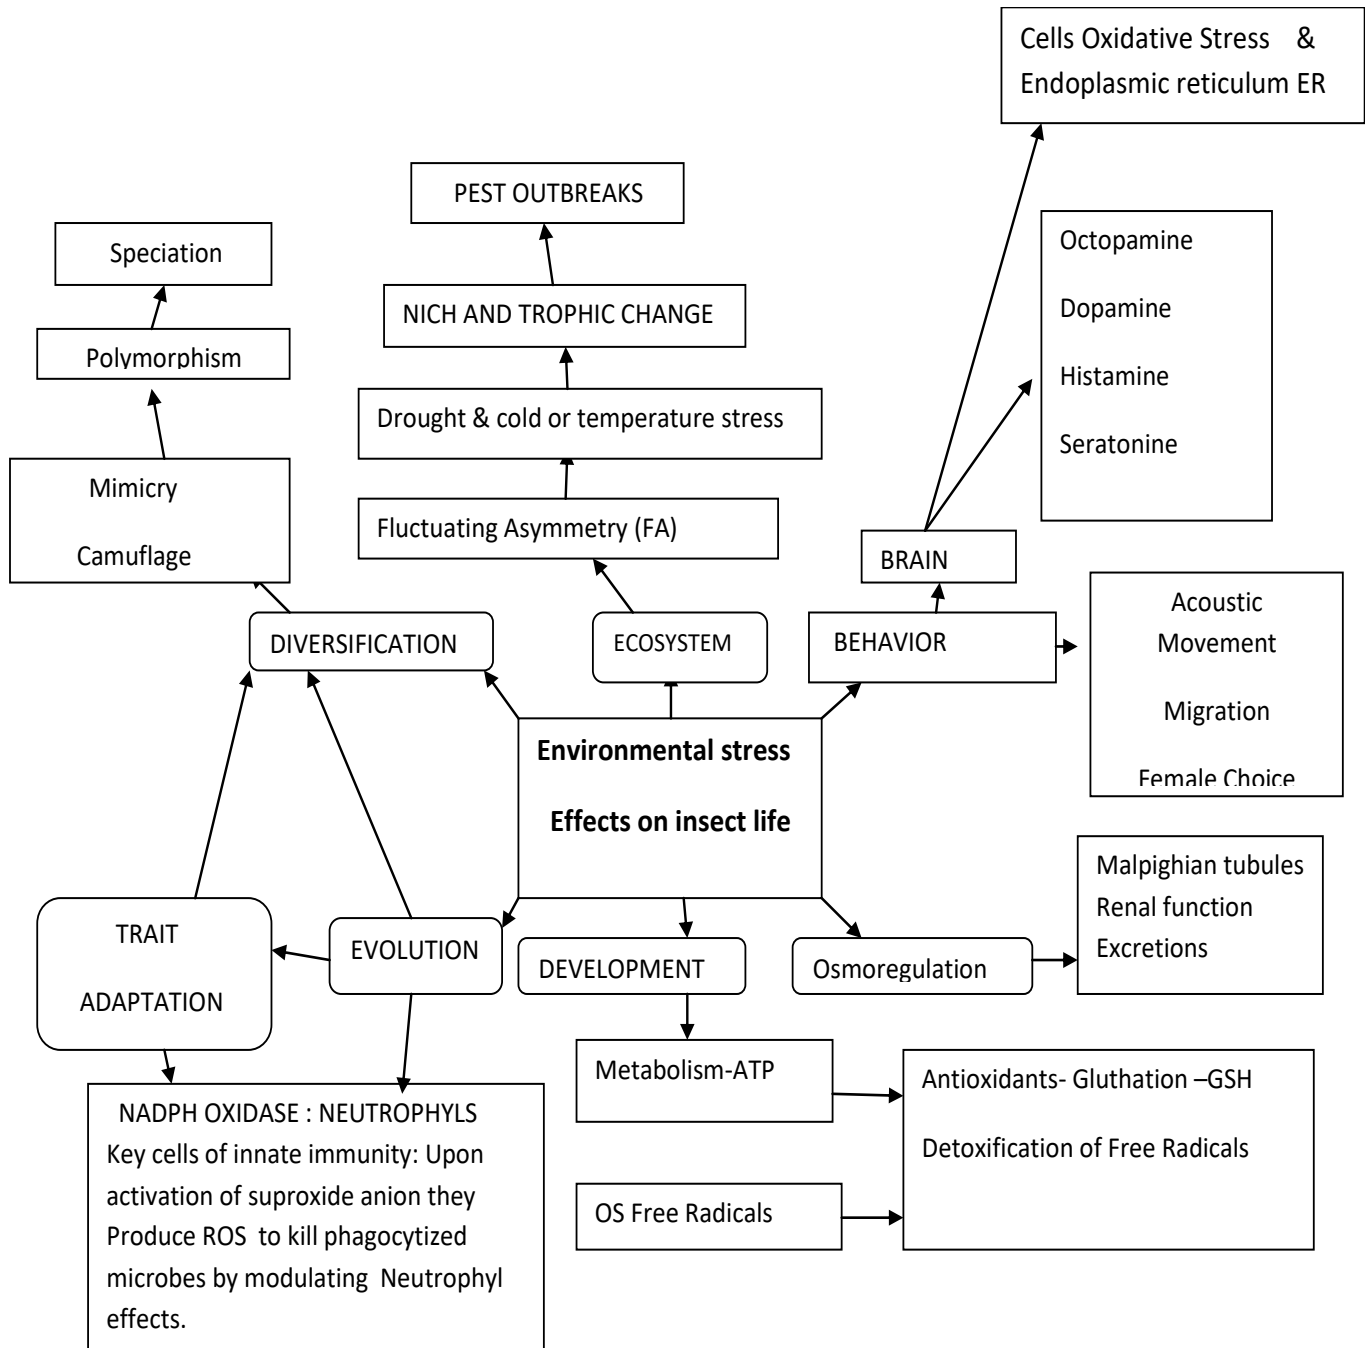 Cells Oxidative Stress &
Endoplasmic reticulum ER
PEST OUTBREAKS
Speciation
Octopamine
Dopamine
Histamine
Seratonine
NICH AND TROPHIC CHANGE
Polymorphism
Drought & cold or temperature stress
Mimicry
Camuflage
Fluctuating Asymmetry (FA)
BRAIN
Acoustic
Movement
Migration
Female Choice
DIVERSIFICATION
ECOSYSTEM
BEHAVIOR
Environmental stress
Effects on insect life
Malpighian tubules
Renal function
Excretions
TRAIT
ADAPTATION
EVOLUTION
DEVELOPMENT
Osmoregulation
Metabolism-ATP
Antioxidants- Gluthation –GSH
Detoxification of Free Radicals
OS Free Radicals
NADPH OXIDASE : NEUTROPHYLS
Key cells of innate immunity: Upon
activation of suproxide anion they
Produce ROS to kill phagocytized
microbes by modulating Neutrophyl
effects.